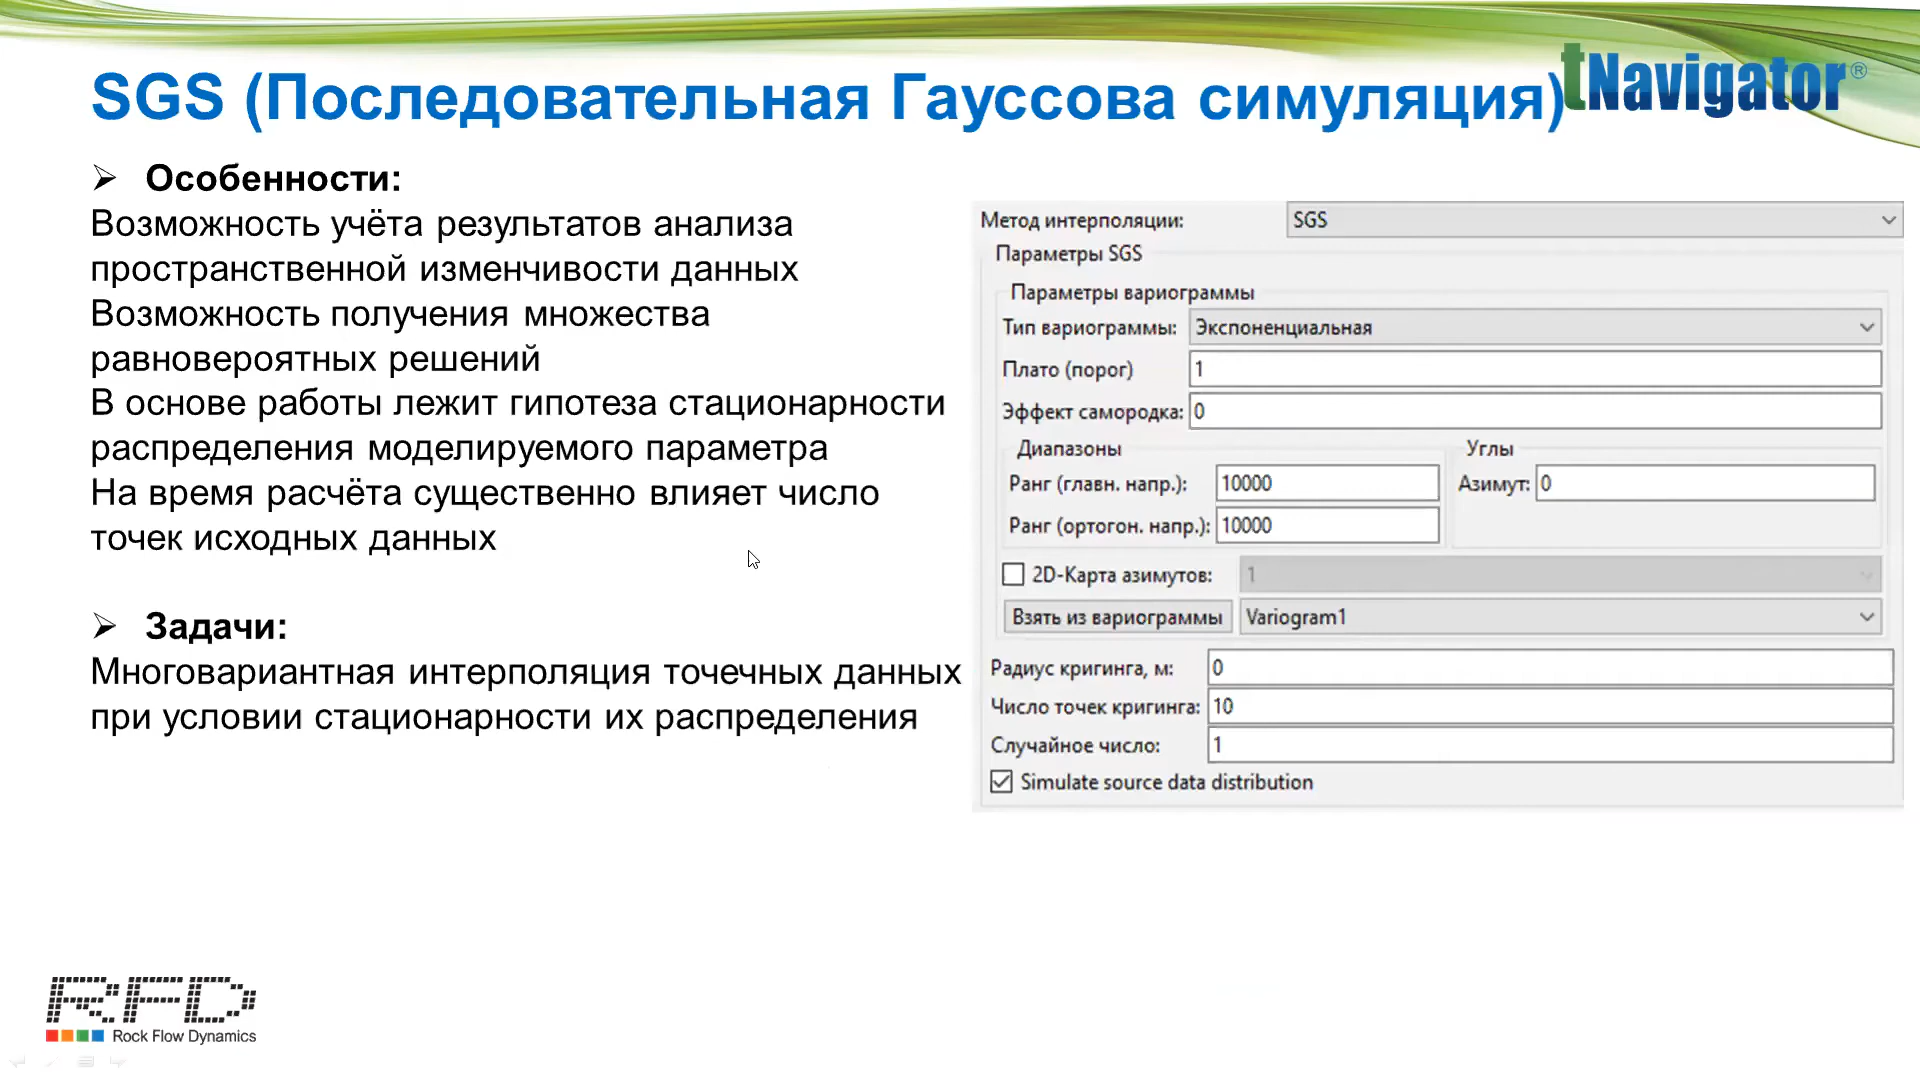 SGS (Последовательная Гауссова симуляция)
tNavigator®
Особенности:
Возможность учёта результатов анализа
пространственной изменчивости данных
Возможность получения множества
равновероятных решений
В основе работы лежит гипотеза стационарности
распределения моделируемого параметра
На время расчёта существенно влияет число
точек исходных данных
Задачи:
Многовариантная интерполяция точечных данных
при условии стационарности их распределения
Метод интерполяции: SGS
Параметры SGS
Параметры вариограммы
Тип вариограммы: Экспоненциальная
Плато (порог) 1
Эффект самородка: 0
Диапазоны Углы
Ранг (главн. напр.): 10000 Азимут: 0
Ранг (ортогон. напр.): 10000
2D-Карта азимутов: 1
Взять из вариограммы Variogram1
Радиус кригинга, м: 0
Число точек кригинга: 10
Случайное число: 1
Simulate source data distribution
RFD
Rock Flow Dynamics